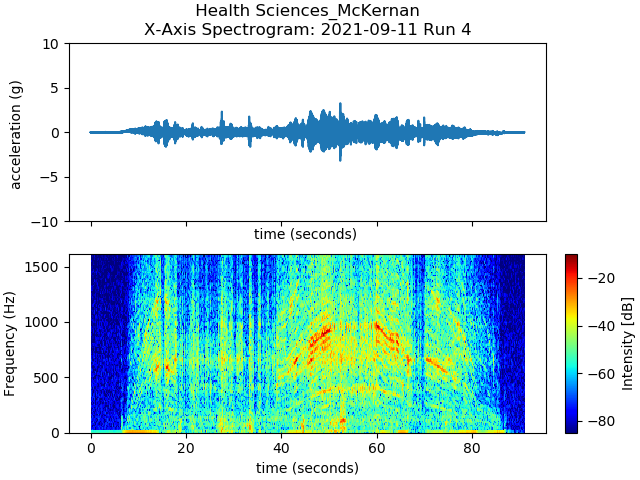 Health Sciences_McKernan
X-Axis Spectrogram: 2021-09-11 Run 4
10
5
0
−5
−10
acceleration (g)
time (seconds)
1500
1000
500
0
Frequency (Hz)
0 20 40 60 80
time (seconds)
−20
−40
−60
−80
Intensity [dB]